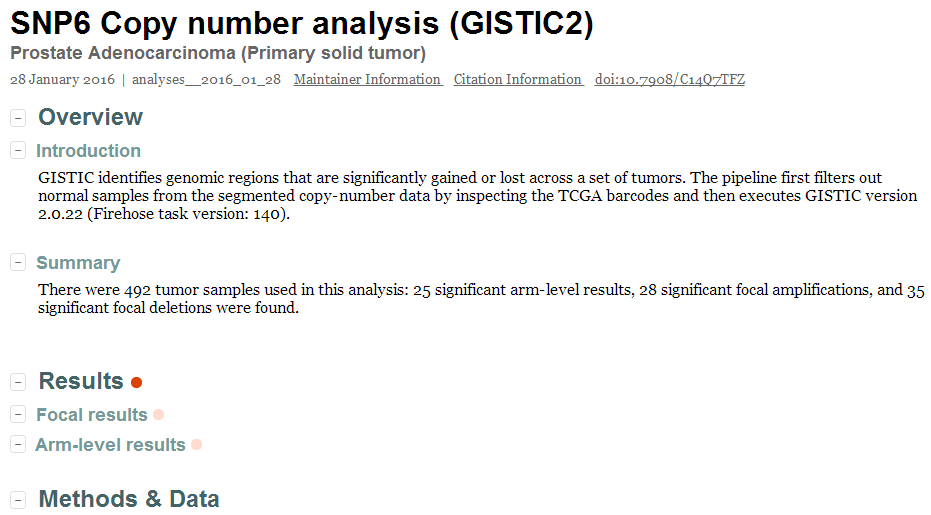 SNP6 Copy number analysis (GISTIC2)
Prostate Adenocarcinoma (Primary solid tumor)
28 January 2016 | analyses__2016_01_28 Maintainer Information Citation Information doi:10.7908/C14Q7TFZ
Overview
Introduction
GISTIC identifies genomic regions that are significantly gained or lost across a set of tumors. The pipeline first filters out
normal samples from the segmented copy-number data by inspecting the TCGA barcodes and then executes GISTIC version
2.0.22 (Firehose task version: 140).
Summary
There were 492 tumor samples used in this analysis: 25 significant arm-level results, 28 significant focal amplifications, and 35
significant focal deletions were found.
Results
Focal results
Arm-level results
Methods & Data